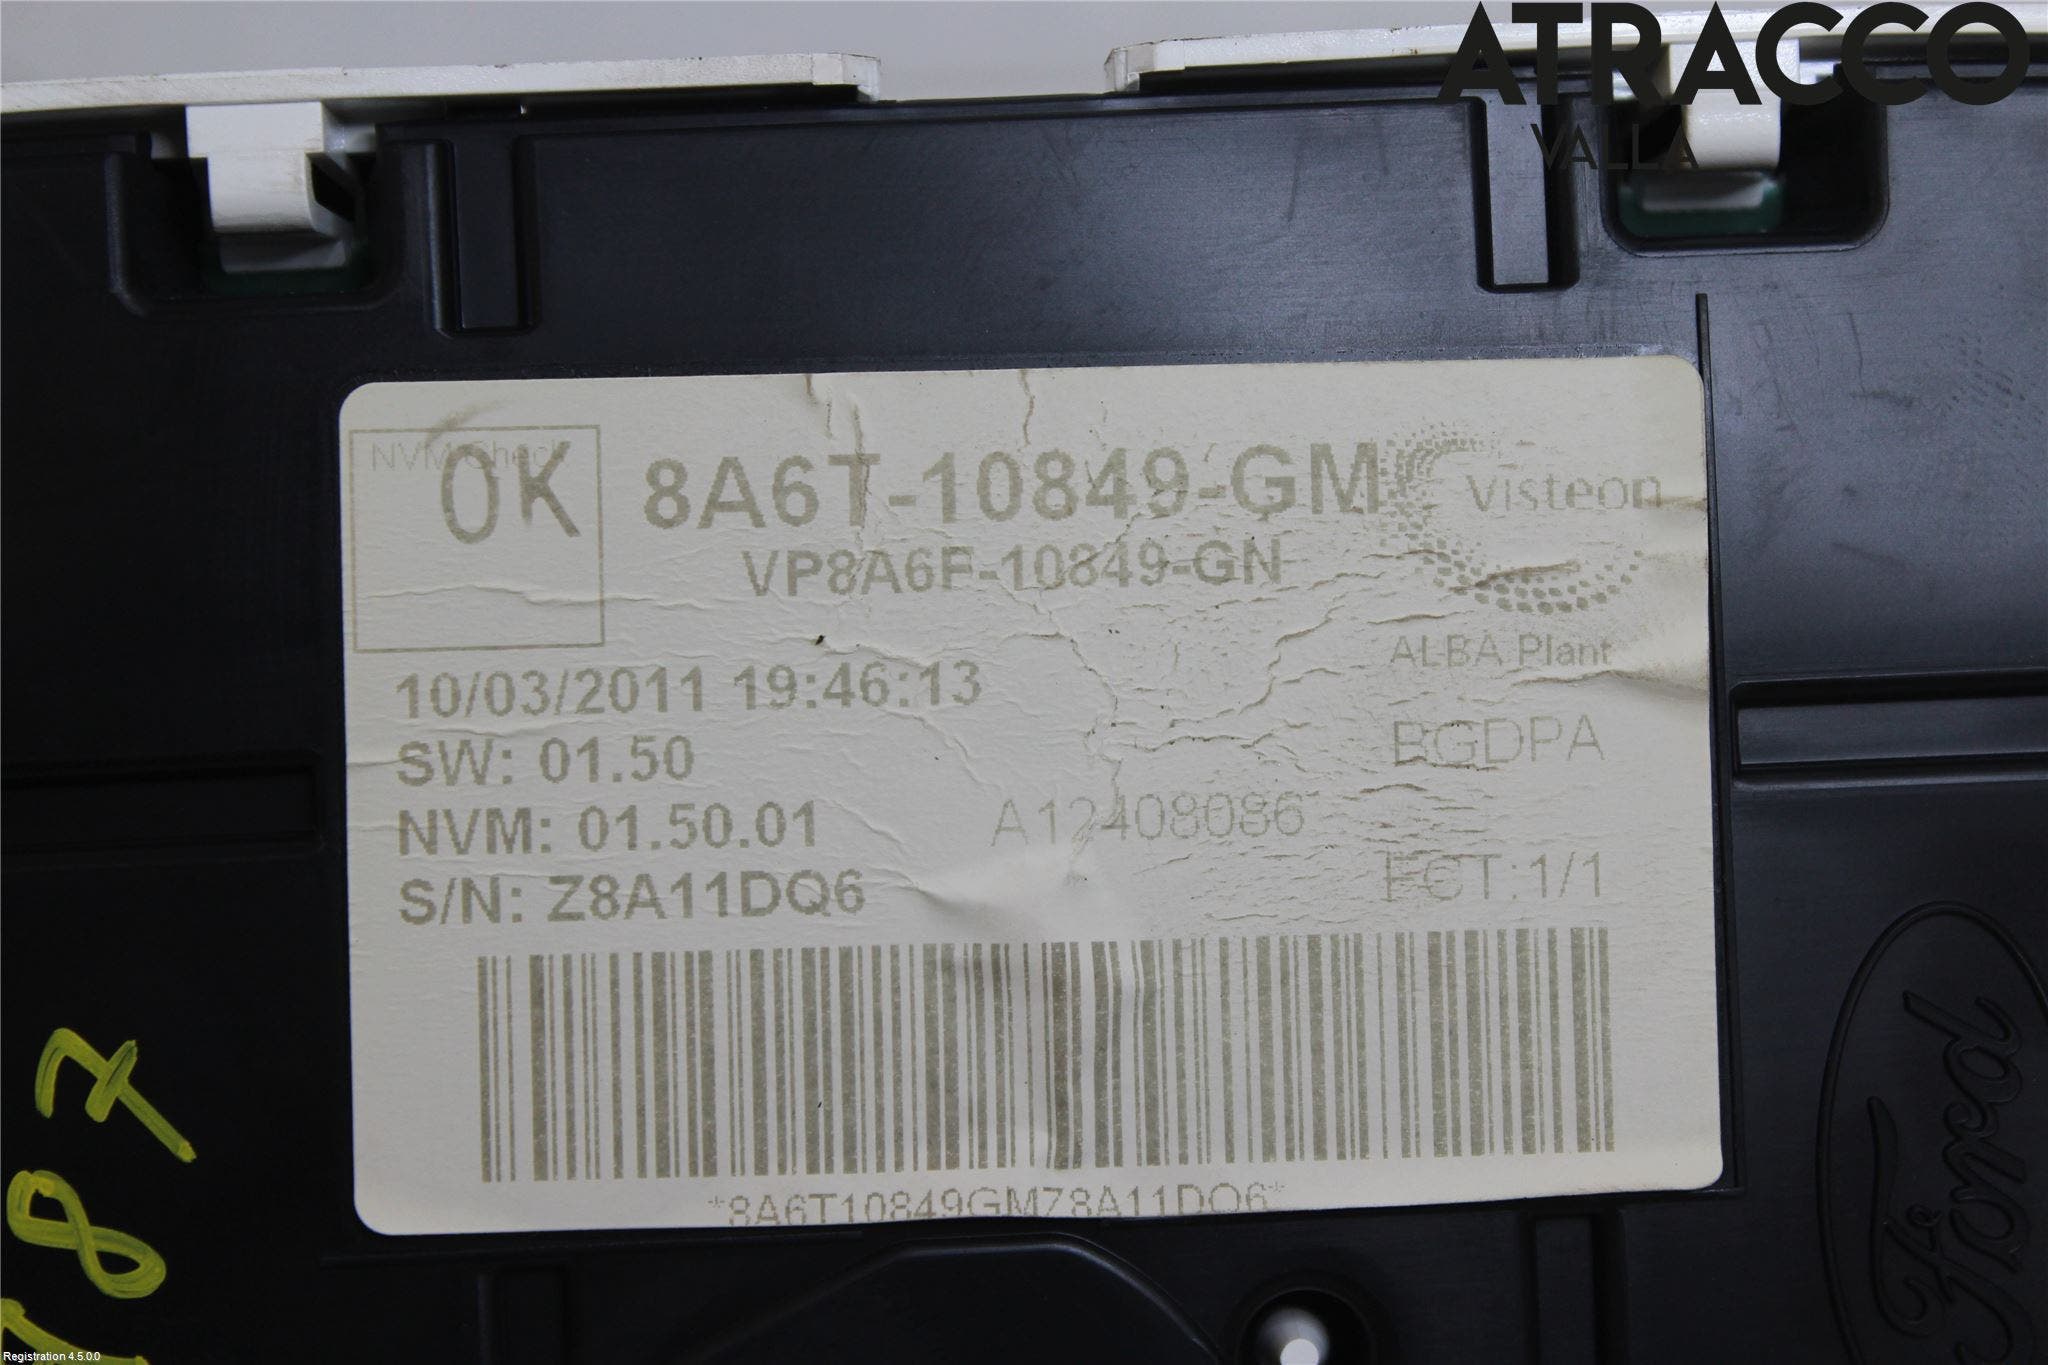 ATRACCO
VALLA
NVM Check
OK
8A6T-10849-GM
Visteon
VP8A6F-10849-GN
ALBA Plant
10/03/2011 19:46:13
BGDPA
SW: 01.50
NVM: 01.50.01
A12408086
FCT:1/1
S/N: Z8A11DQ6
*8A6T10849GMZ8A11DQ6*
Ford
87
Registration 4.5.0.0